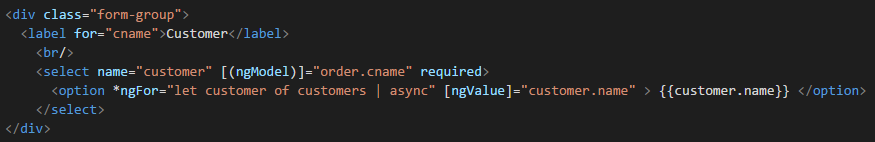 <div class="form-group">
<label for="cname">Customer</label>
<br/>
<select name="customer" [(ngModel)]="order.cname" required>
<option *ngFor="let customer of customers | async" [ngValue]="customer.name" > {{customer.name}} </option>
</select>
</div>